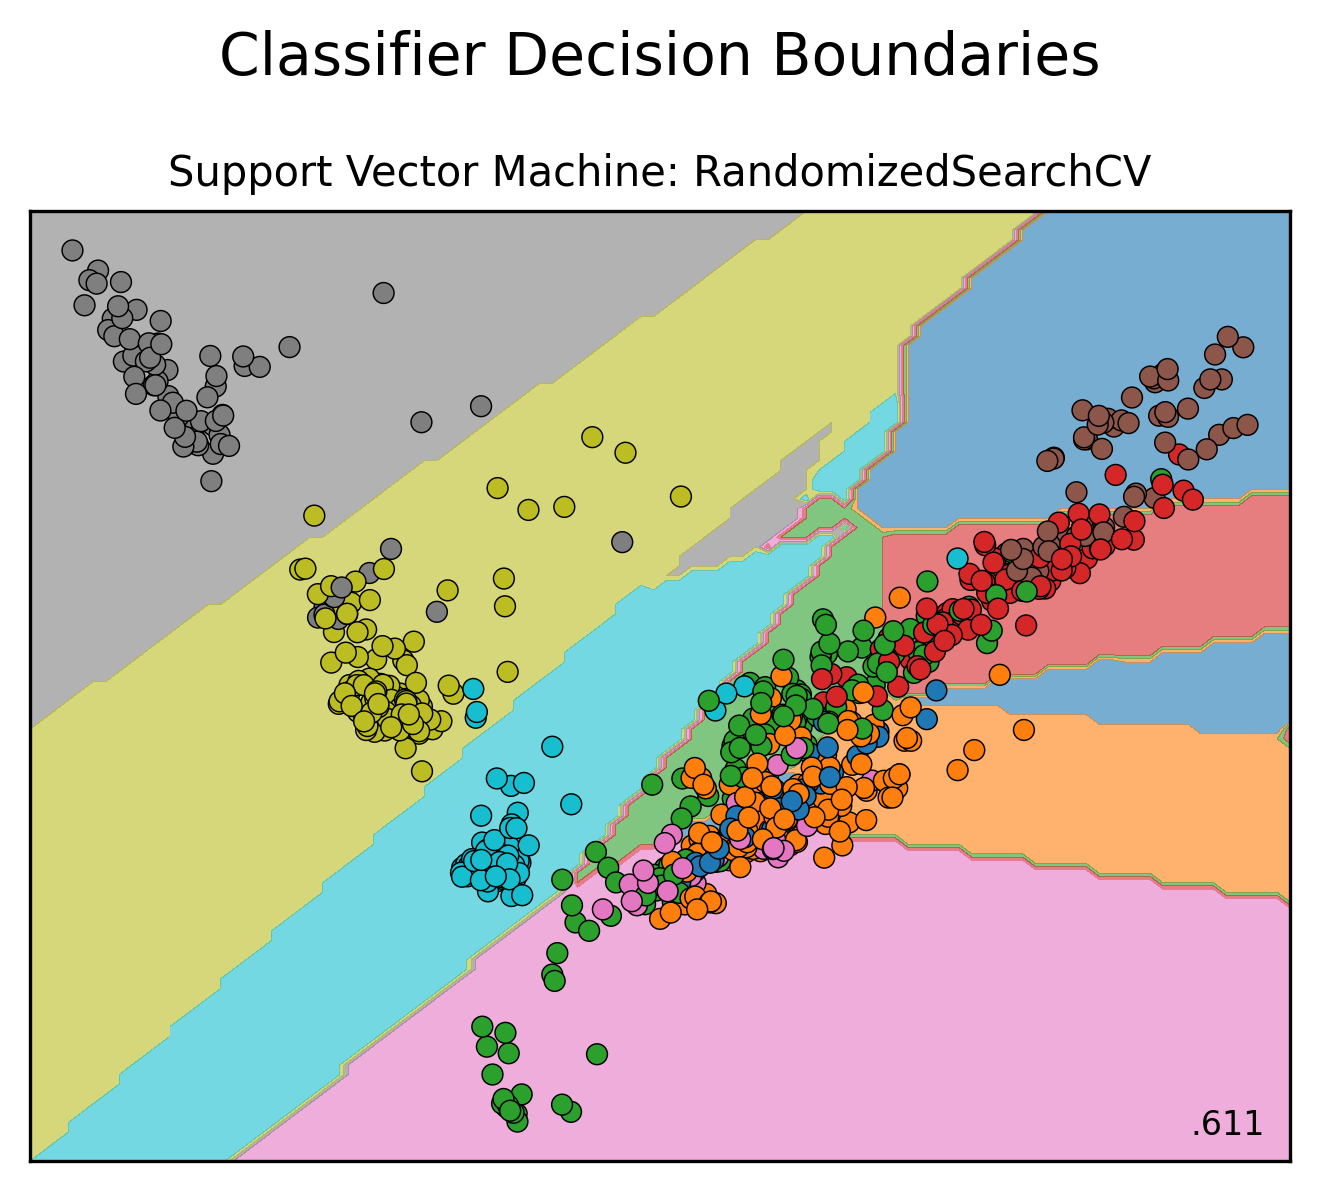 Classifier Decision Boundaries
Support Vector Machine: RandomizedSearchCV
.611